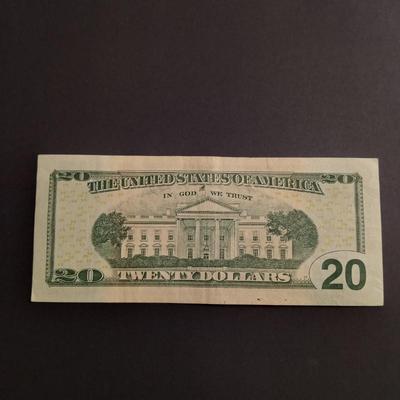 20 THE UNITED STATES OF AMERICA 20
IN GOD WE TRUST
20 TWENTY DOLLARS 20